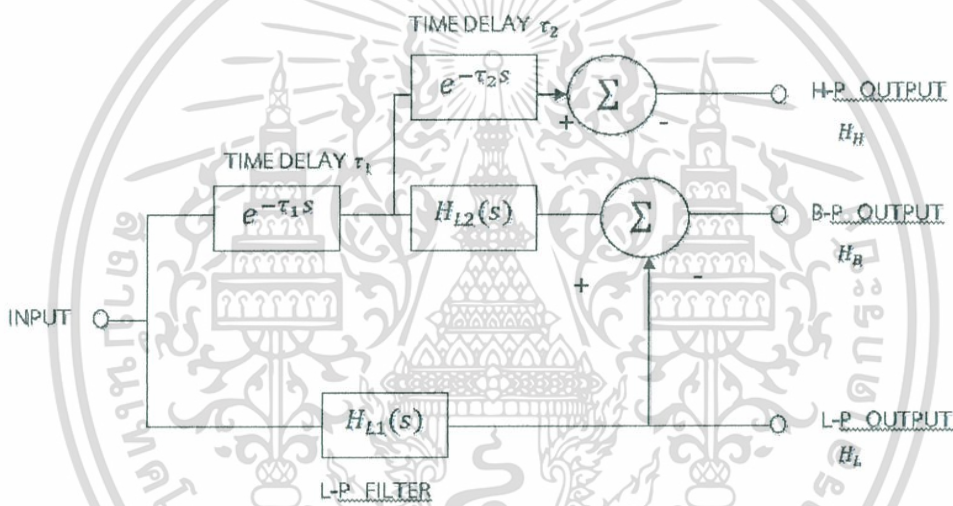 TIME DELAY τ₂
e^{-τ₂s}
Σ
+
-
H-P OUTPUT
H_H
TIME DELAY τ₁
e^{-τ₁s}
H_{L2}(s)
Σ
+
-
B-P OUTPUT
H_B
INPUT
H_{L1}(s)
L-P FILTER
L-P OUTPUT
H_L